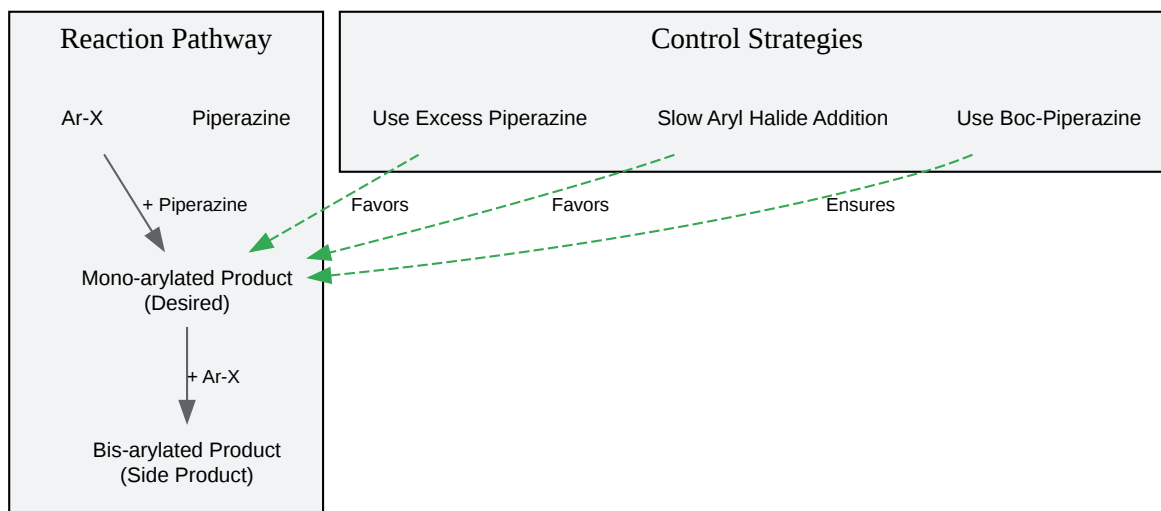 Reaction Pathway
Control Strategies
Ar-X
Piperazine
Use Excess Piperazine
Slow Aryl Halide Addition
Use Boc-Piperazine
+ Piperazine
Favors
Favors
Ensures
Mono-arylated Product
(Desired)
+ Ar-X
Bis-arylated Product
(Side Product)